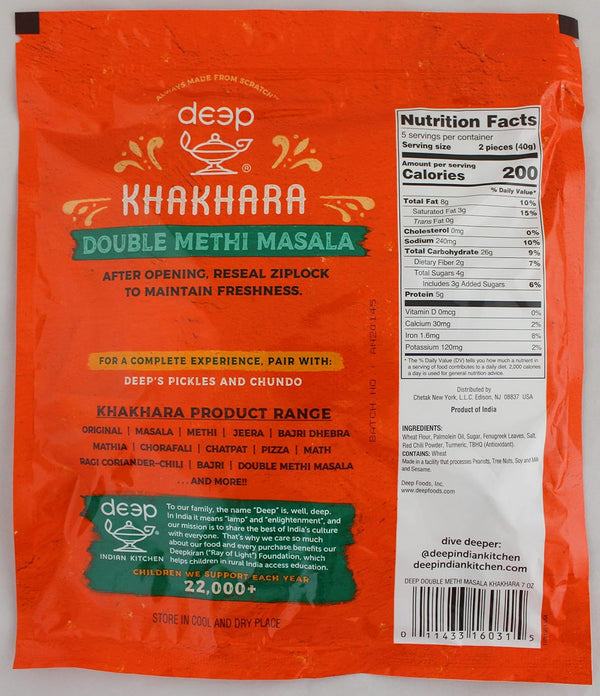 ALWAYS MADE FROM SCRATCH
deep
®
KHAKHARA
DOUBLE METHI MASALA
AFTER OPENING, RESEAL ZIPLOCK
TO MAINTAIN FRESHNESS.
FOR A COMPLETE EXPERIENCE, PAIR WITH:
DEEP'S PICKLES AND CHUNDO
KHAKHARA PRODUCT RANGE
ORIGINAL | MASALA | METHI | JEERA | BAJRI DHEBRA
MATHIA | CHORAFALI | CHATPAT | PIZZA | MATH
RAGI CORIANDER-CHILI | BAJRI | DOUBLE METHI MASALA
. . . AND MORE!!
deep
INDIAN KITCHEN
To our family, the name "Deep" is, well, deep.
In India it means "lamp" and "enlightenment", and
our mission is to share the best of India's culture
with everyone. That's why we care so much
about our food and every purchase benefits our
Deepkiran ("Ray of Light") Foundation, which
helps children in rural India access education.
CHILDREN WE SUPPORT EACH YEAR
22,000+
STORE IN COOL AND DRY PLACE
BATCH NO : AN20145
Nutrition Facts
5 servings per container
Serving size 2 pieces (40g)
Amount per serving
Calories 200
% Daily Value*
Total Fat 8g 10%
Saturated Fat 3g 15%
Trans Fat 0g
Cholesterol 0mg 0%
Sodium 240mg 10%
Total Carbohydrate 26g 9%
Dietary Fiber 2g 7%
Total Sugars 4g
Includes 3g Added Sugars 6%
Protein 5g
Vitamin D 0mcg 0%
Calcium 30mg 2%
Iron 1.6mg 8%
Potassium 120mg 2%
* The % Daily Value (DV) tells you how much a nutrient in
a serving of food contributes to a daily diet. 2,000 calories
a day is used for general nutrition advice.
Distributed by
Chetak New York, L.L.C. Edison, NJ 08837 USA
Product of India
INGREDIENTS:
Wheat Flour, Palmolein Oil, Sugar, Fenugreek Leaves, Salt,
Red Chili Powder, Turmeric, TBHQ (Antioxidant).
CONTAINS: Wheat
Made in a facility that processes Peanuts, Tree Nuts, Soy and Milk
and Sesame.
Deep Foods, Inc.
www.deepfoods.com
dive deeper:
@deepindiankitchen
deepindiankitchen.com
DEEP DOUBLE METHI MASALA KHAKHARA 7 OZ
0 11433 16031 5